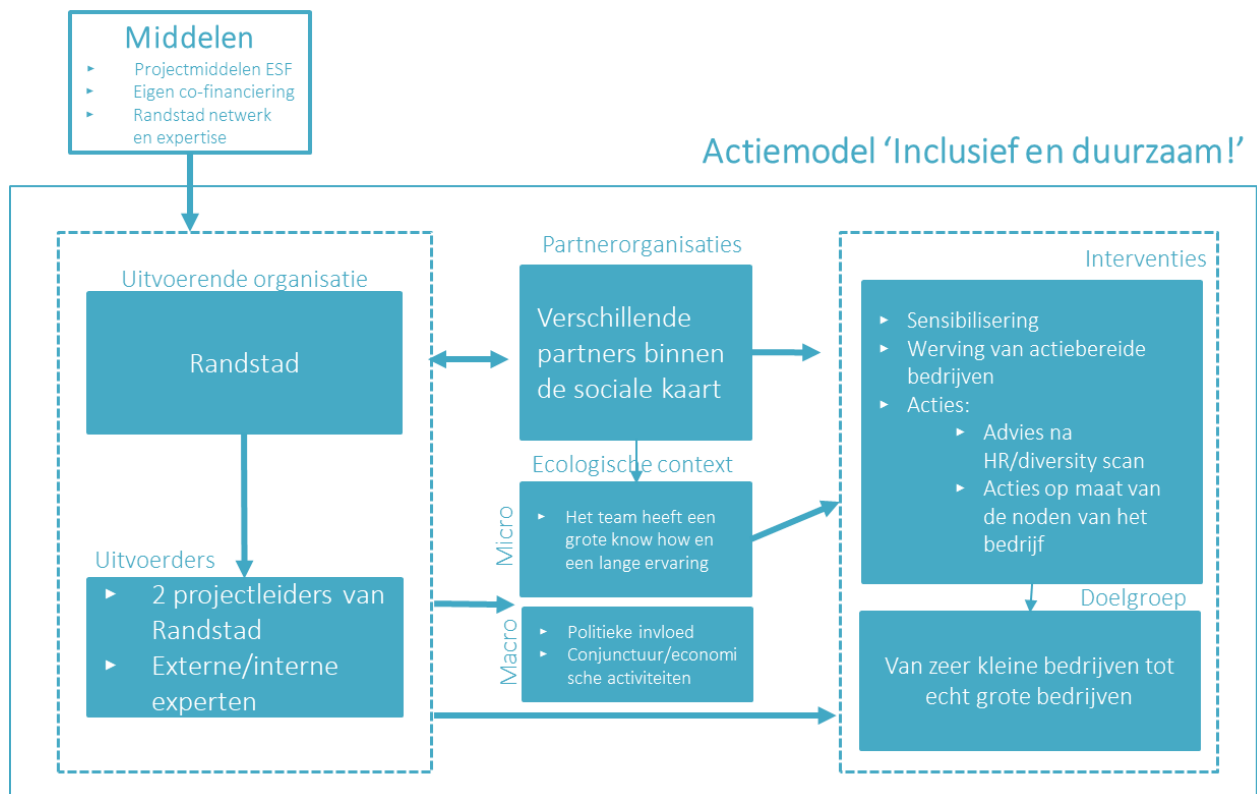 Middelen
► Projectmiddelen ESF
► Eigen co-financiering
► Randstad netwerk
en expertise
Actiemodel ‘Inclusief en duurzaam!’
Uitvoerende organisatie
Randstad
Uitvoerders
► 2 projectleiders van
Randstad
► Externe/interne
experten
Partnerorganisaties
Verschillende
partners binnen
de sociale kaart
Ecologische context
Micro
► Het team heeft een
grote know how en
een lange ervaring
Macro
► Politieke invloed
► Conjunctuur/economi
sche activiteiten
Interventies
► Sensibilisering
► Werving van actiebereide
bedrijven
► Acties:
► Advies na
HR/diversity scan
► Acties op maat van
de noden van het
bedrijf
Doelgroep
Van zeer kleine bedrijven tot
echt grote bedrijven